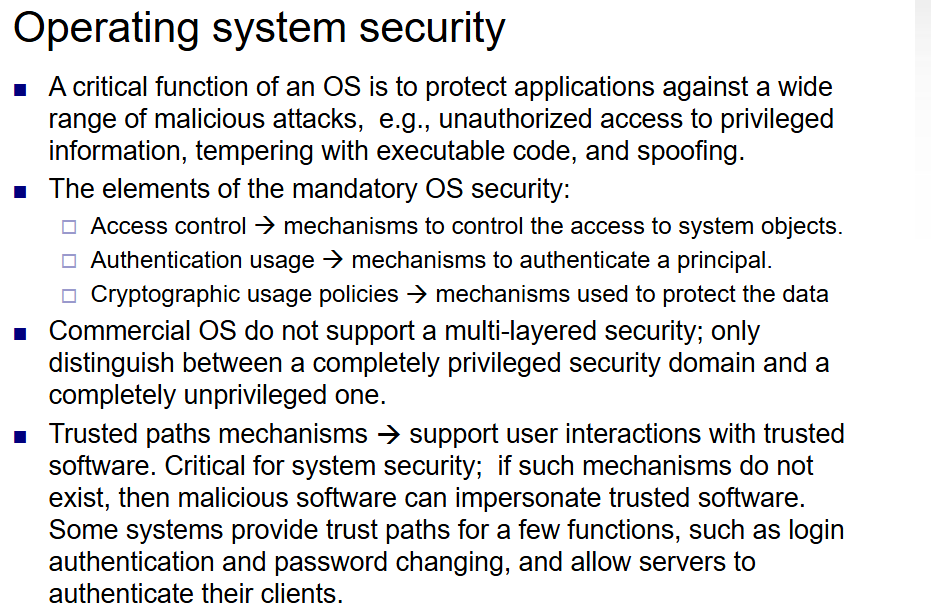 Operating system security
■ A critical function of an OS is to protect applications against a wide
range of malicious attacks,  e.g., unauthorized access to privileged
information, tempering with executable code, and spoofing.
■ The elements of the mandatory OS security:
□ Access control → mechanisms to control the access to system objects.
□ Authentication usage → mechanisms to authenticate a principal.
□ Cryptographic usage policies → mechanisms used to protect the data
■ Commercial OS do not support a multi-layered security; only
distinguish between a completely privileged security domain and a
completely unprivileged one.
■ Trusted paths mechanisms → support user interactions with trusted
software. Critical for system security;  if such mechanisms do not
exist, then malicious software can impersonate trusted software.
Some systems provide trust paths for a few functions, such as login
authentication and password changing, and allow servers to
authenticate their clients.